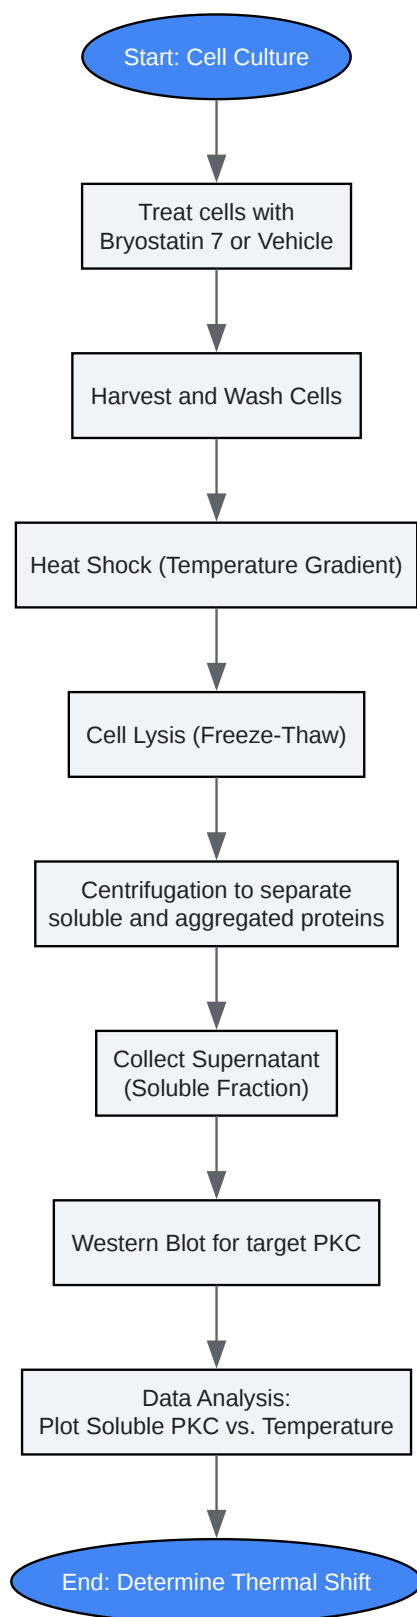 Start: Cell Culture
Treat cells with
Bryostatin 7 or Vehicle
Harvest and Wash Cells
Heat Shock (Temperature Gradient)
Cell Lysis (Freeze-Thaw)
Centrifugation to separate
soluble and aggregated proteins
Collect Supernatant
(Soluble Fraction)
Western Blot for target PKC
Data Analysis:
Plot Soluble PKC vs. Temperature
End: Determine Thermal Shift